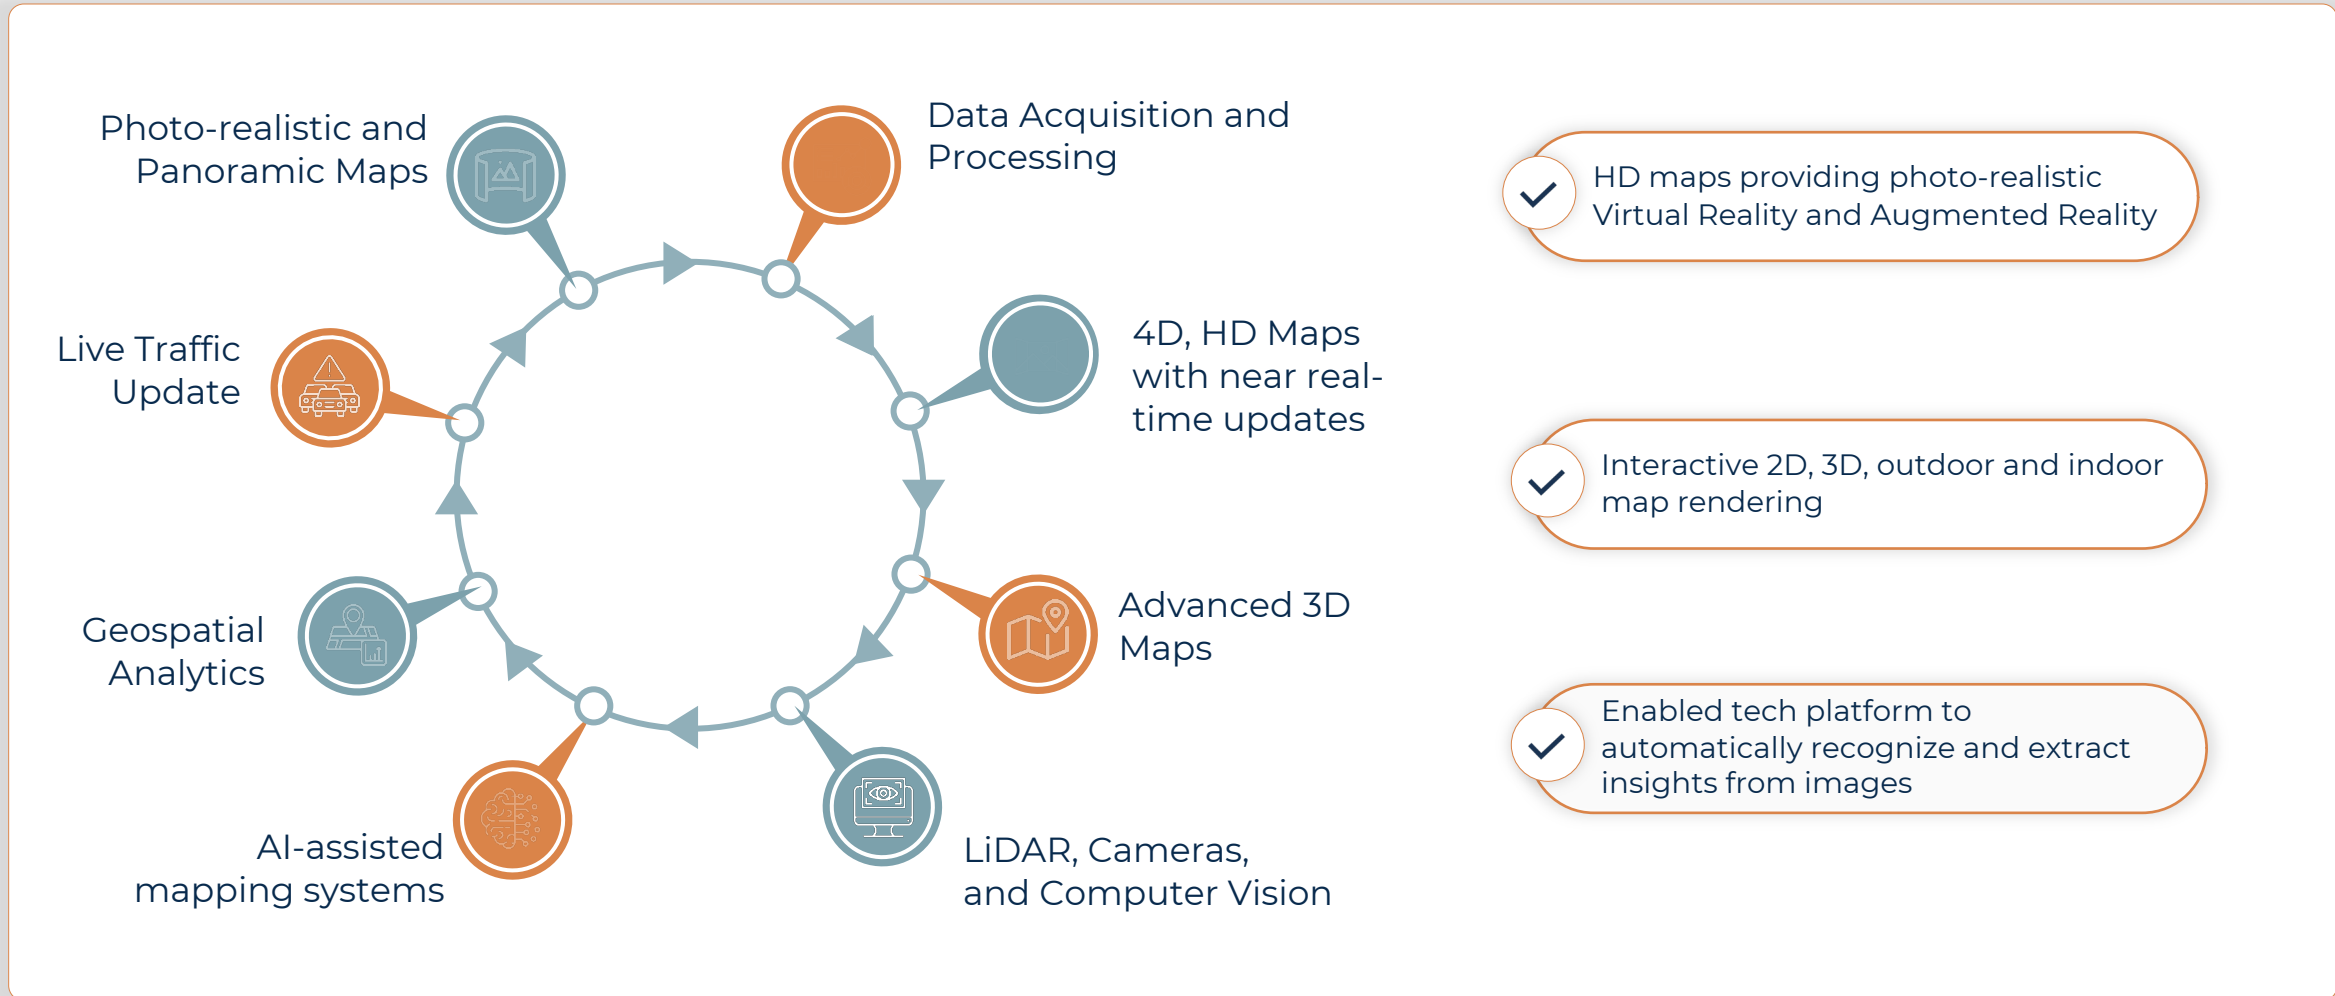 Photo-realistic and
Panoramic Maps
Data Acquisition and
Processing
4D, HD Maps
with near real-
time updates
Advanced 3D
Maps
LiDAR, Cameras,
and Computer Vision
AI-assisted
mapping systems
Geospatial
Analytics
Live Traffic
Update
HD maps providing photo-realistic
Virtual Reality and Augmented Reality
Interactive 2D, 3D, outdoor and indoor
map rendering
Enabled tech platform to
automatically recognize and extract
insights from images